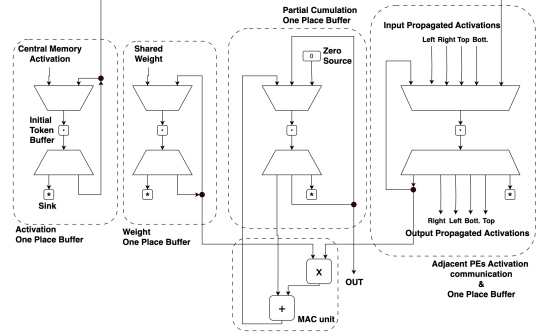 Partial Cumulation
One Place Buffer
Input Propagated Activations
Left Right Top Bott.
Central Memory
Activation
Shared
Weight
0
Zero
Source
Initial
Token
Buffer
*
Sink
*
*
*
Activation
One Place Buffer
Weight
One Place Buffer
Right Left Bott. Top
Output Propagated Activations
Adjacent PEs Activation
communication
&
One Place Buffer
X
OUT
+
MAC unit